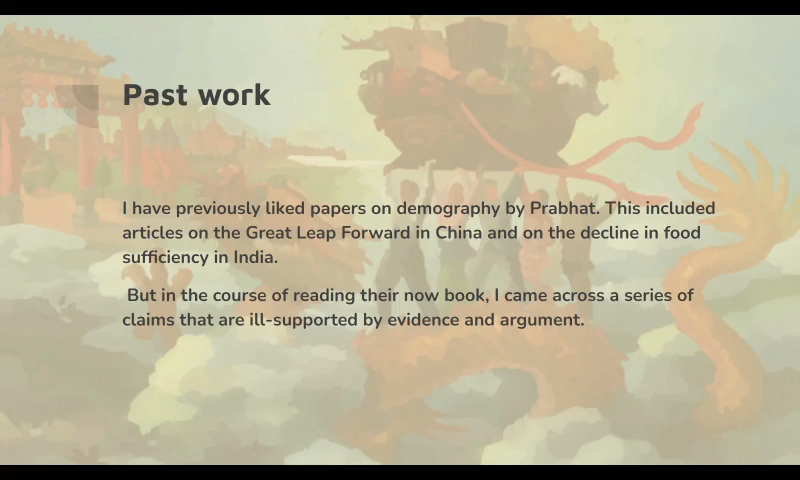 Past work
I have previously liked papers on demography by Prabhat. This included
articles on the Great Leap Forward in China and on the decline in food
sufficiency in India.
But in the course of reading their now book, I came across a series of
claims that are ill-supported by evidence and argument.